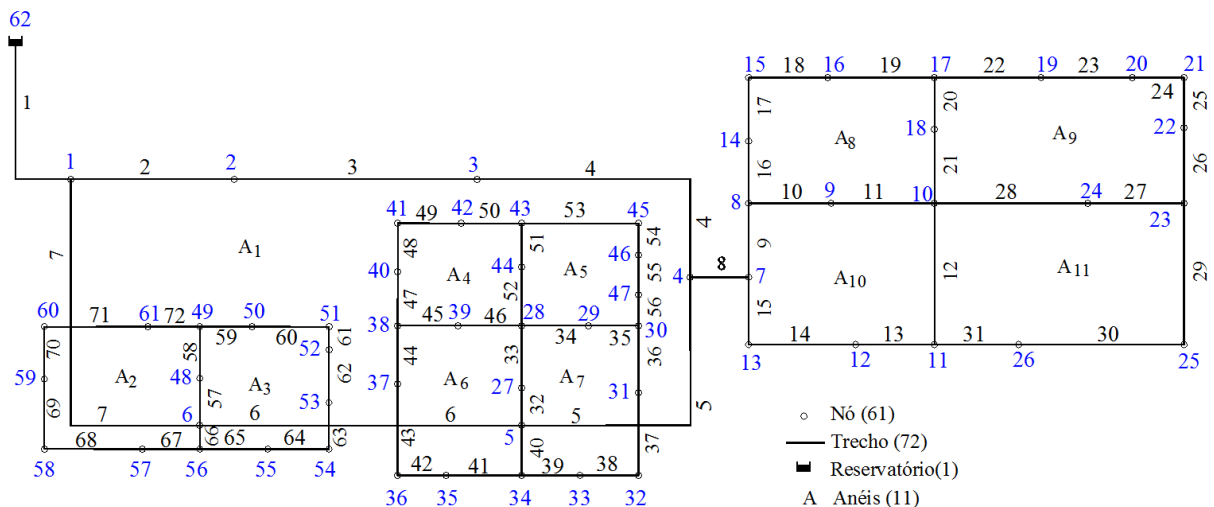 62
15 18 16 19 17 22 19 23 20 21
24
1
17 20 25
14 A8 18 A9 22
16 21 26
1 2 2 3 3 4
8 10 9 11 10 28 24 27 23
41 49 42 50 43 53 45
4
7 A1 48 51 54
40 A4 44 A5 46 55
47 52 47 56
4 8 7
9 A10 12 A11 29
15
60 71 61 72 49 59 50 60 51 61
38 45 39 46 28 34 29 35 30
13 14 12 13 11 31 26 30 25
70 58 52 62
59 A2 48 A3 53
69 57
44 33 36
37 A6 27 A7 31
32
7 6 6 6 5 5 5
68 67 66 65 64 63
58 57 56 55 54
43 40 37
42 41 39 38
36 35 34 33 32
Nó (61)
Trecho (72)
Reservatório(1)
A Anéis (11)